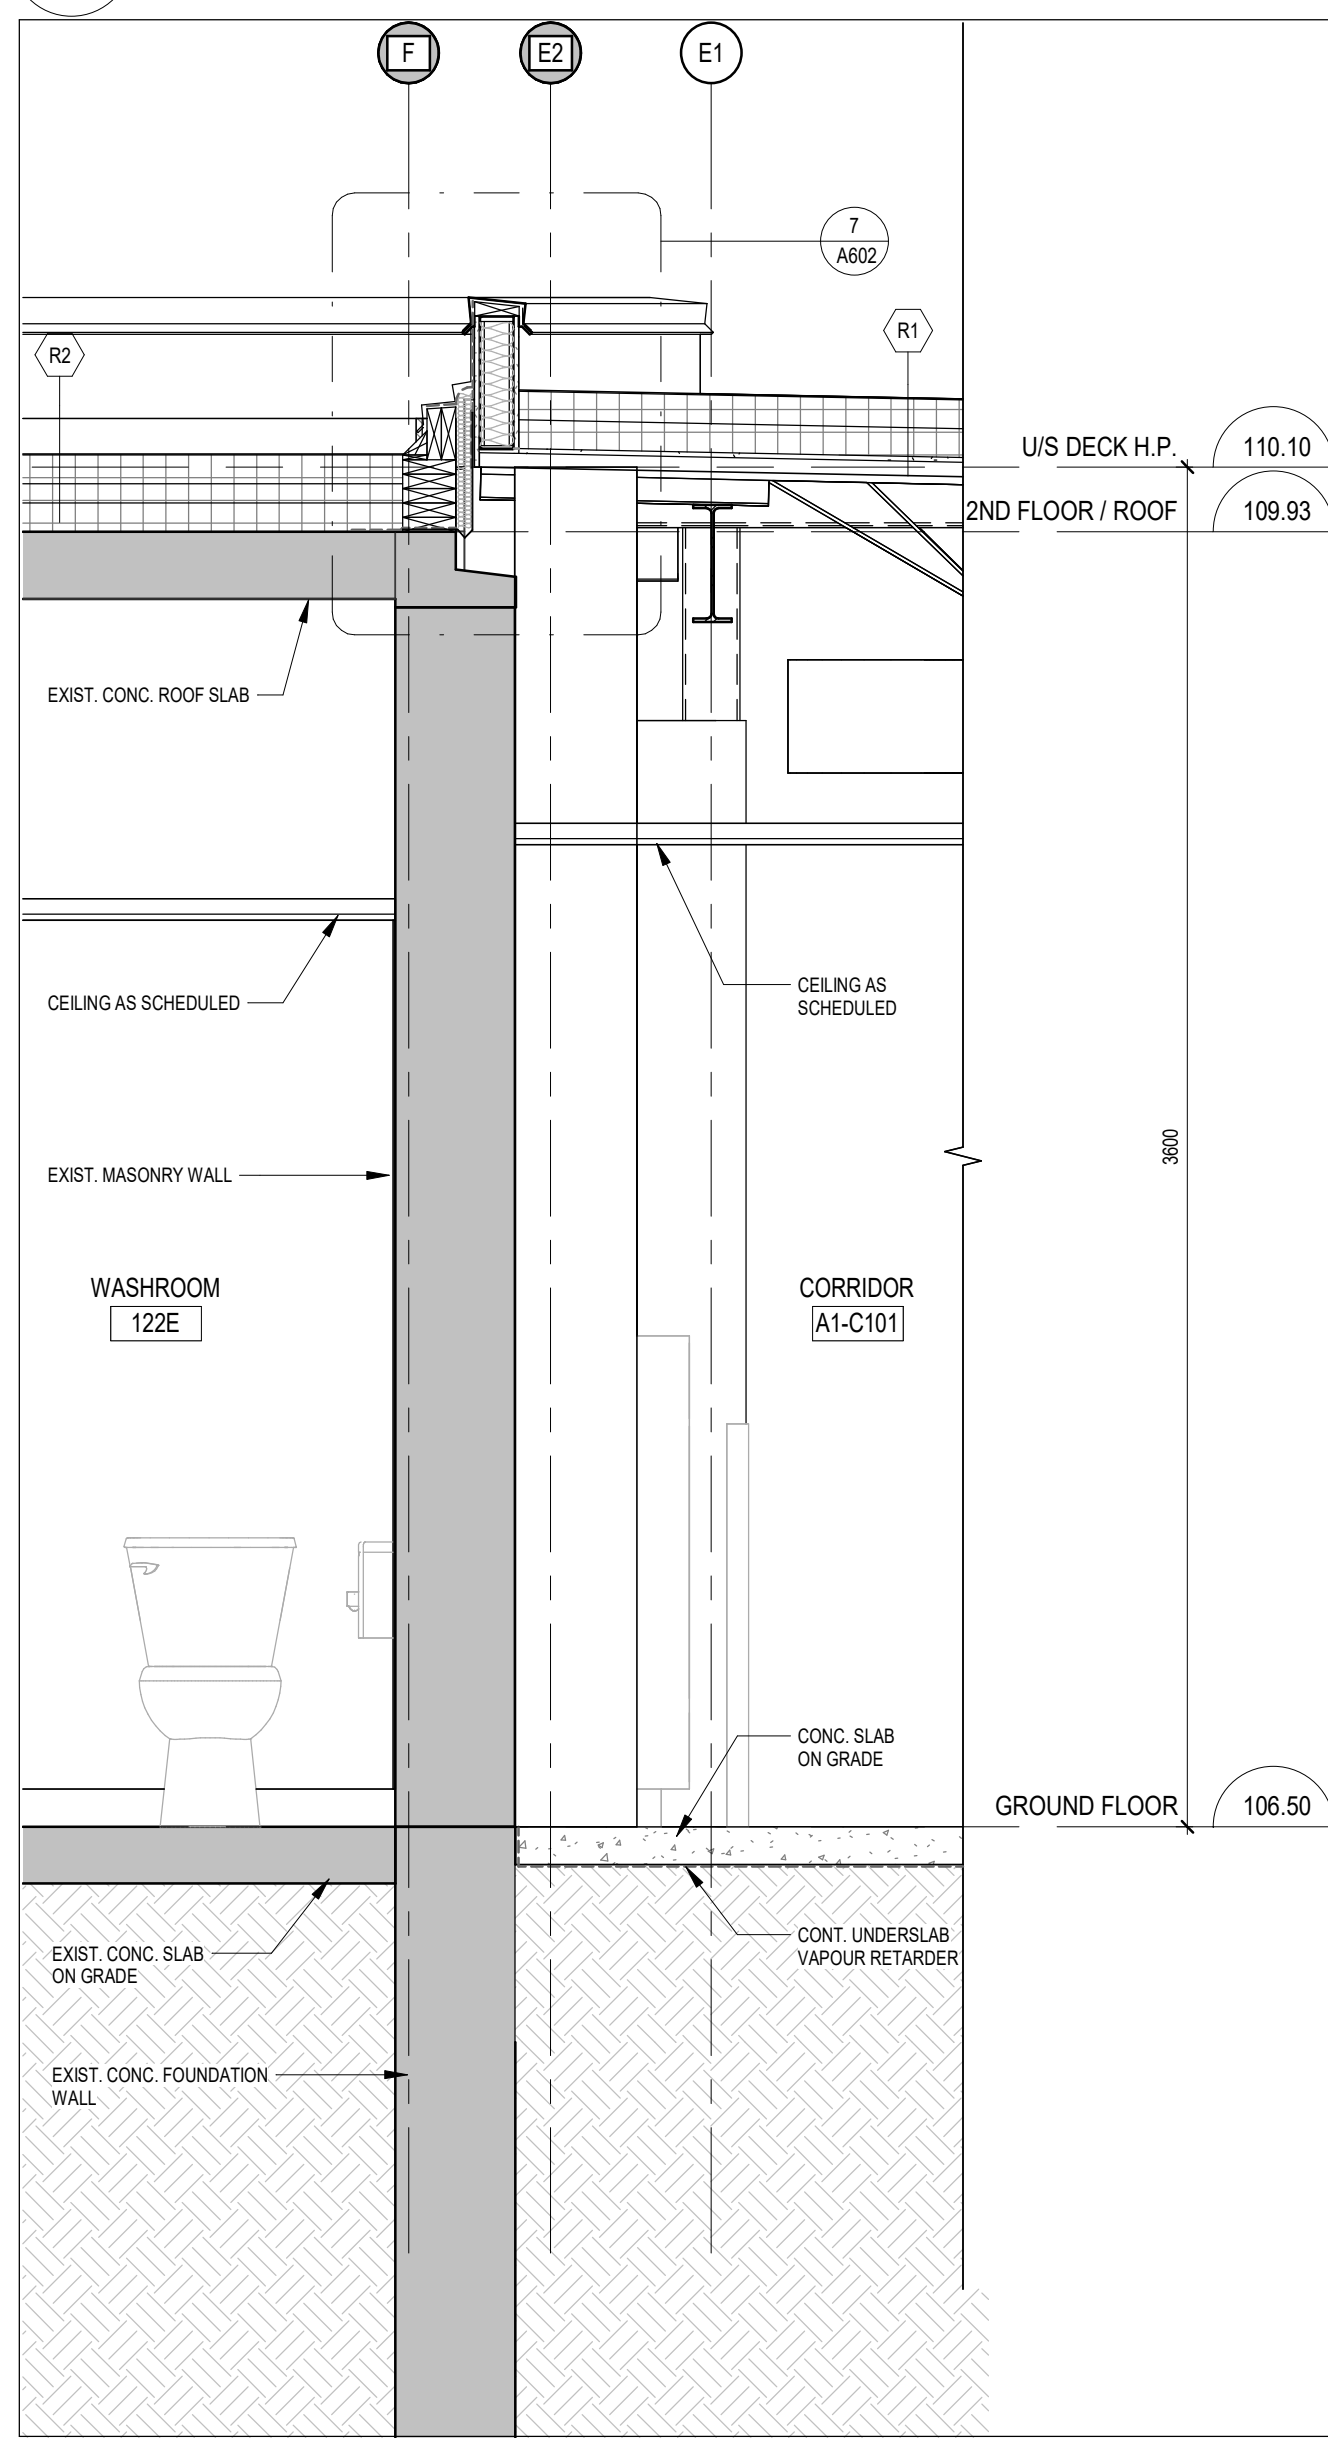 F
E2
E1
7
A602
R2
R1
U/S DECK H.P.
110.10
2ND FLOOR / ROOF
109.93
EXIST. CONC. ROOF SLAB
CEILING AS SCHEDULED
CEILING AS
SCHEDULED
3600
EXIST. MASONRY WALL
WASHROOM
122E
CORRIDOR
A1-C101
CONC. SLAB
ON GRADE
GROUND FLOOR
106.50
EXIST. CONC. SLAB
ON GRADE
CONT. UNDERSLAB
VAPOUR RETARDER
EXIST. CONC. FOUNDATION
WALL